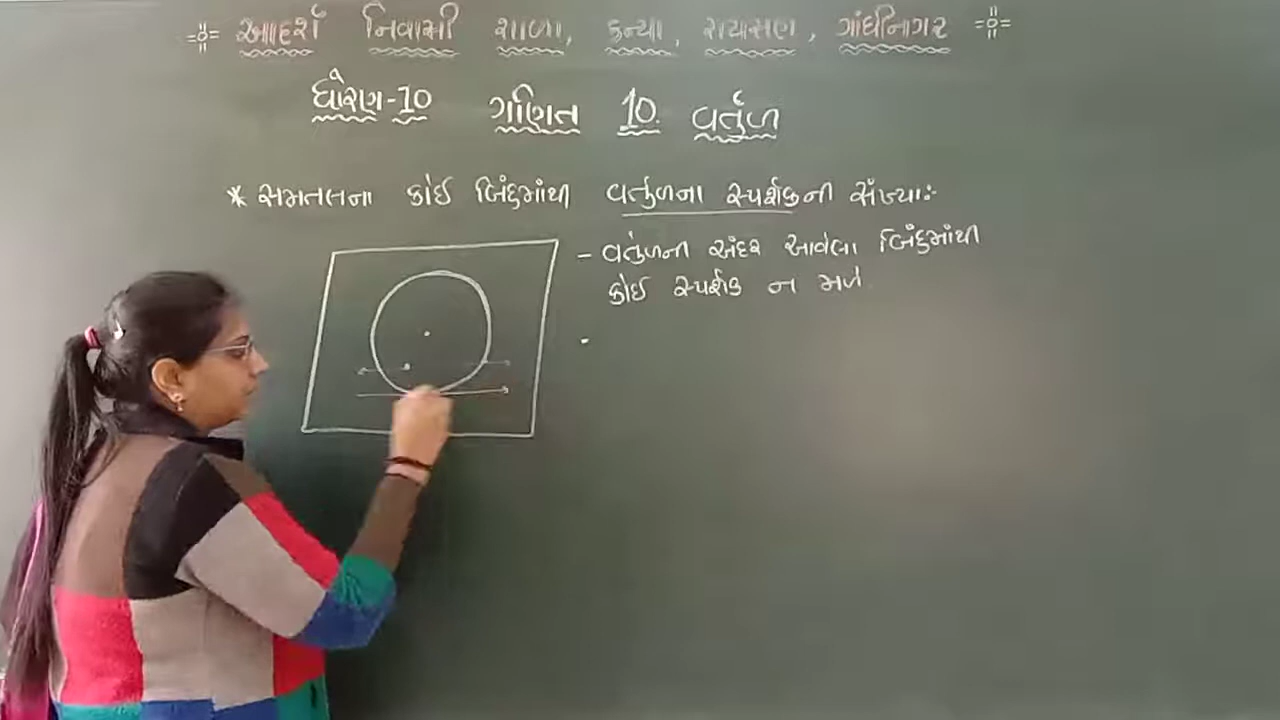 આદર્શ નિવાસી શાળા, કન્યા, રાયસણ, ગાંધીનગર
ધોરણ-10 ગણિત 10. વર્તુળ
* સમતલના કોઈ બિંદુમાંથી વર્તુળના સ્પર્શકની સંખ્યા:-
- વર્તુળની અંદર આવેલા બિંદુમાંથી
કોઈ સ્પર્શક ન મળે.